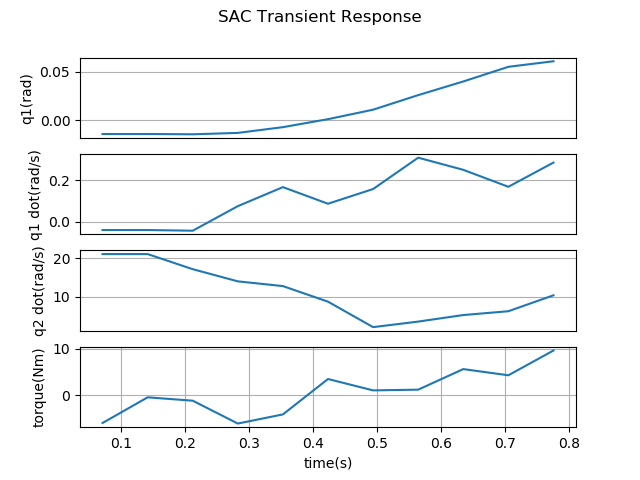 SAC Transient Response
0.05
0.00
q1(rad)
0.2
0.0
q1 dot(rad/s)
20
10
q2 dot(rad/s)
10
0
torque(Nm)
0.1 0.2 0.3 0.4 0.5 0.6 0.7 0.8
time(s)